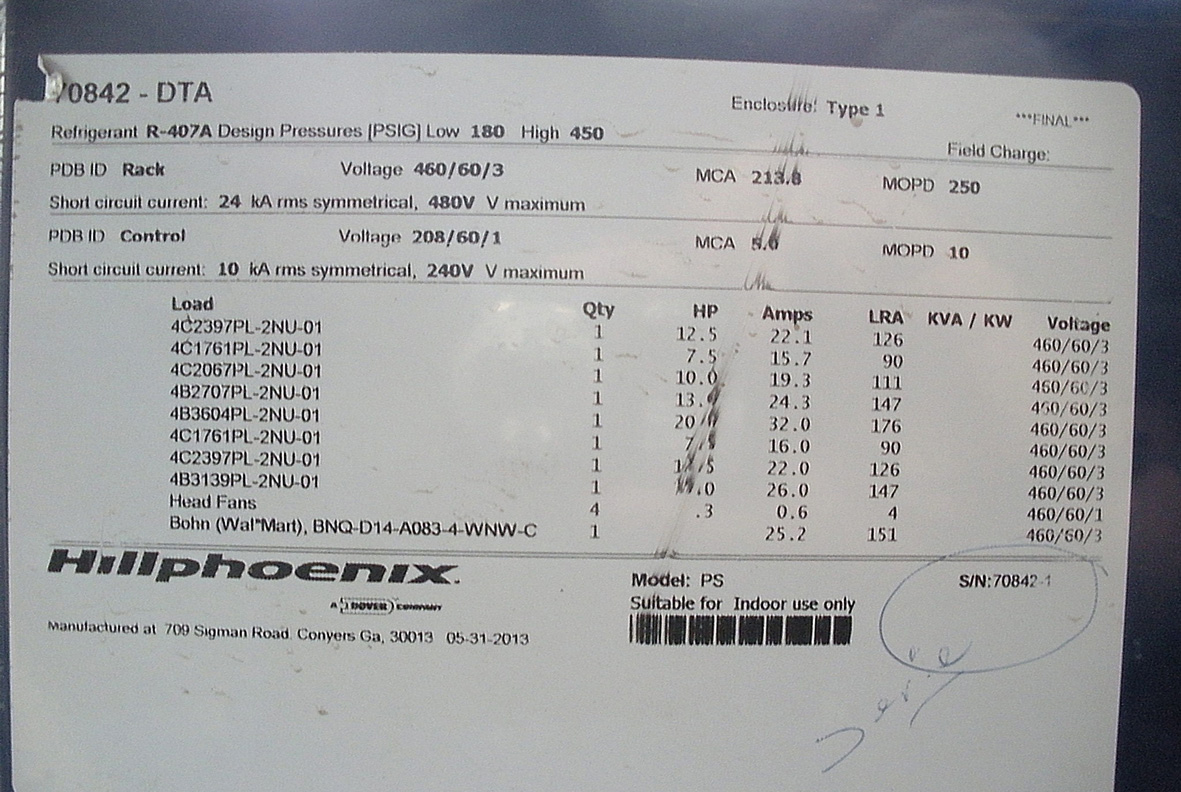 70842 - DTA Enclosure: Type 1 ***FINAL***
Refrigerant R-407A Design Pressures [PSIG] Low 180 High 450 Field Charge:
PDB ID Rack Voltage 460/60/3 MCA 213.8 MOPD 250
Short circuit current: 24 kA rms symmetrical, 480V V maximum
PDB ID Control Voltage 208/60/1 MCA 5.0 MOPD 10
Short circuit current: 10 kA rms symmetrical, 240V V maximum
Load Qty HP Amps LRA KVA / KW Voltage
4C2397PL-2NU-01 1 12.5 22.1 126 460/60/3
4C1761PL-2NU-01 1 7.5 15.7 90 460/60/3
4C2067PL-2NU-01 1 10.0 19.3 111 460/60/3
4B2707PL-2NU-01 1 24.3 147 460/60/3
4B3604PL-2NU-01 1 32.0 176 460/60/3
4C1761PL-2NU-01 1 7.5 16.0 90 460/60/3
4C2397PL-2NU-01 1 12.5 22.0 126 460/60/3
4B3139PL-2NU-01 1 26.0 147 460/60/3
Head Fans 4 .3 0.6 4 460/60/1
Bohn (Wal*Mart), BNQ-D14-A083-4-WNW-C 1 25.2 151 460/60/3
Hillphoenix.
A DOVER COMPANY
Manufactured at 709 Sigman Road. Conyers Ga, 30013 05-31-2013
Model: PS S/N:70842-1
Suitable for Indoor use only